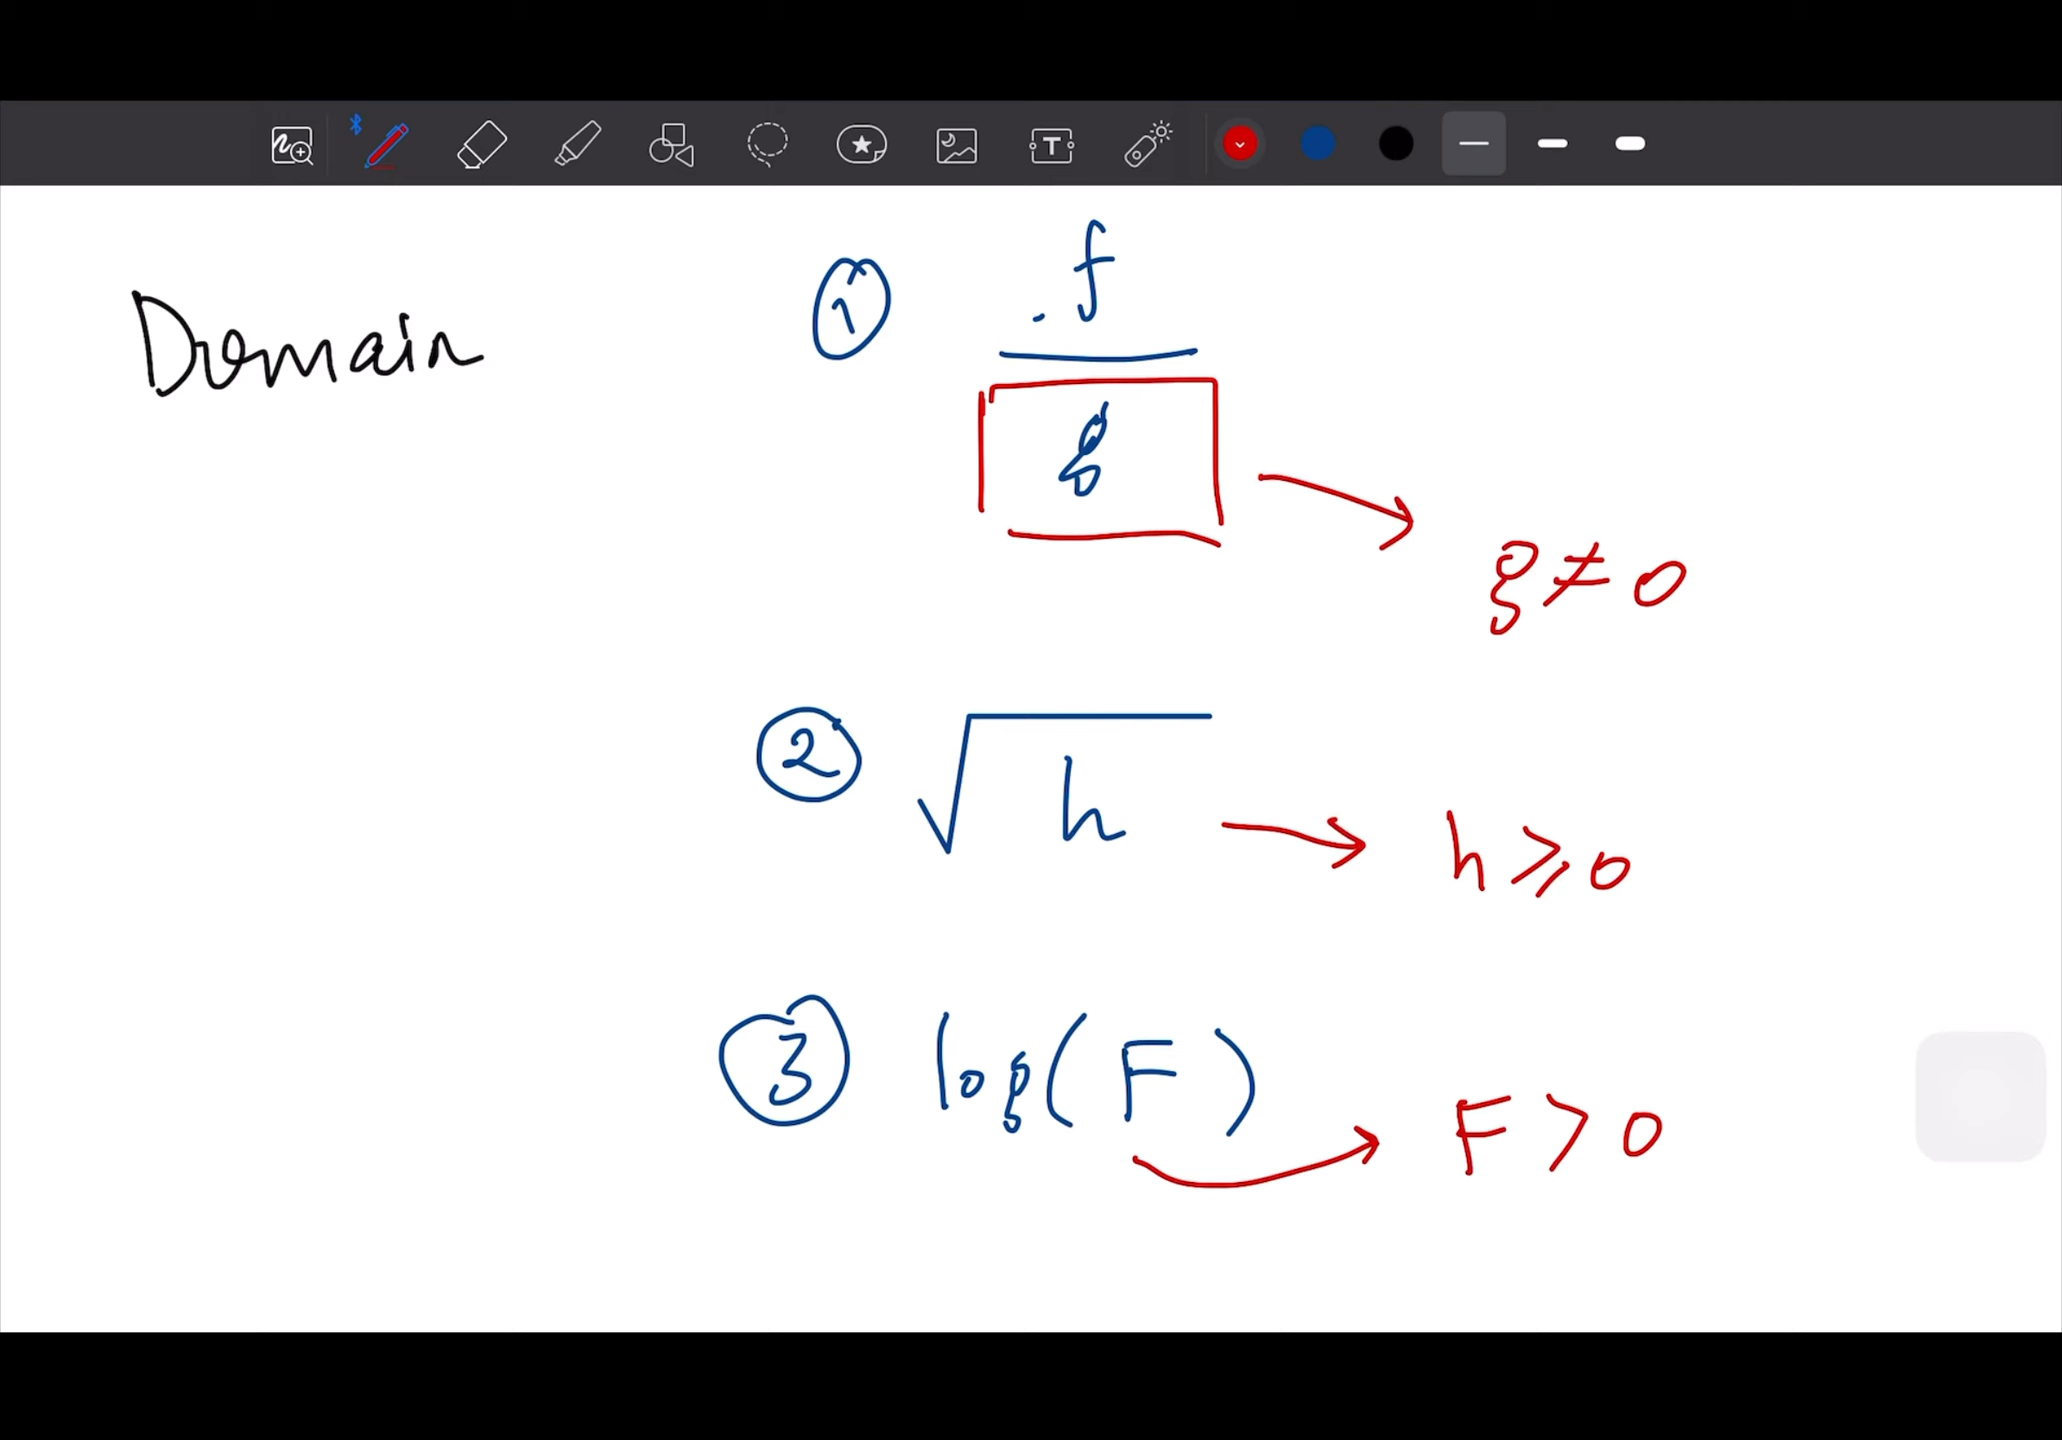 Domain
① f
g
g ≠ 0
② √h → h ⩾ 0
③ log(F) → F > 0